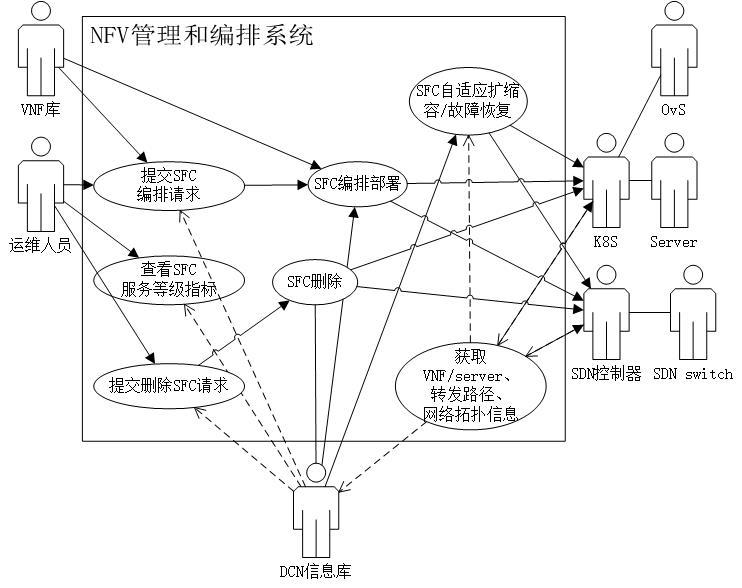 NFV管理和编排系统
VNF库
SFC自适应扩缩
容/故障恢复
OvS
提交SFC
编排请求
SFC编排部署
运维人员
K8S
Server
查看SFC
服务等级指标
SFC删除
获取
VNF/server、
转发路径、
网络拓扑信息
SDN控制器
SDN switch
提交删除SFC请求
DCN信息库